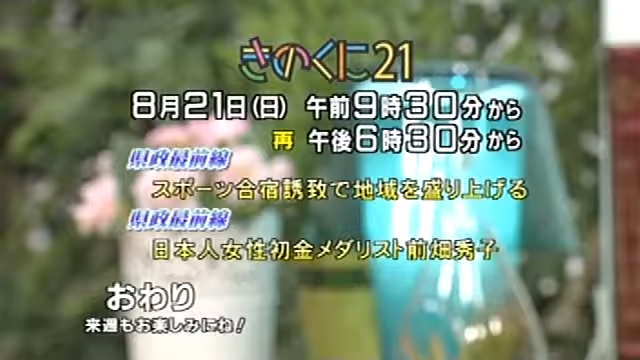 きのくに21
8月21日(日) 午前9時30分から
再 午後6時30分から
県政最前線
スポーツ合宿誘致で地域を盛り上げる
県政最前線
日本人女性初金メダリスト前畑秀子
おわり
来週もお楽しみにね!